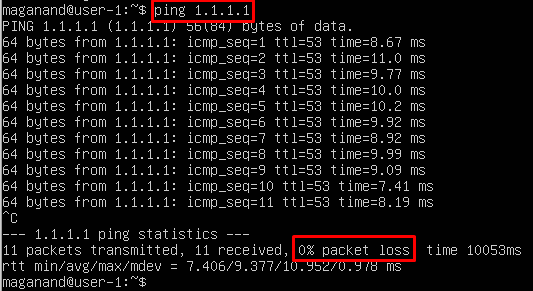 maganand@user-1:~$ ping 1.1.1.1
PING 1.1.1.1 (1.1.1.1) 56(84) bytes of data.
64 bytes from 1.1.1.1: icmp_seq=1 ttl=53 time=8.67 ms
64 bytes from 1.1.1.1: icmp_seq=2 ttl=53 time=11.0 ms
64 bytes from 1.1.1.1: icmp_seq=3 ttl=53 time=9.77 ms
64 bytes from 1.1.1.1: icmp_seq=4 ttl=53 time=10.0 ms
64 bytes from 1.1.1.1: icmp_seq=5 ttl=53 time=10.2 ms
64 bytes from 1.1.1.1: icmp_seq=6 ttl=53 time=9.92 ms
64 bytes from 1.1.1.1: icmp_seq=7 ttl=53 time=8.92 ms
64 bytes from 1.1.1.1: icmp_seq=8 ttl=53 time=9.99 ms
64 bytes from 1.1.1.1: icmp_seq=9 ttl=53 time=9.09 ms
64 bytes from 1.1.1.1: icmp_seq=10 ttl=53 time=7.41 ms
64 bytes from 1.1.1.1: icmp_seq=11 ttl=53 time=8.19 ms
^C
--- 1.1.1.1 ping statistics ---
11 packets transmitted, 11 received, 0% packet loss, time 10053ms
rtt min/avg/max/mdev = 7.406/9.377/10.952/0.978 ms
maganand@user-1:~$